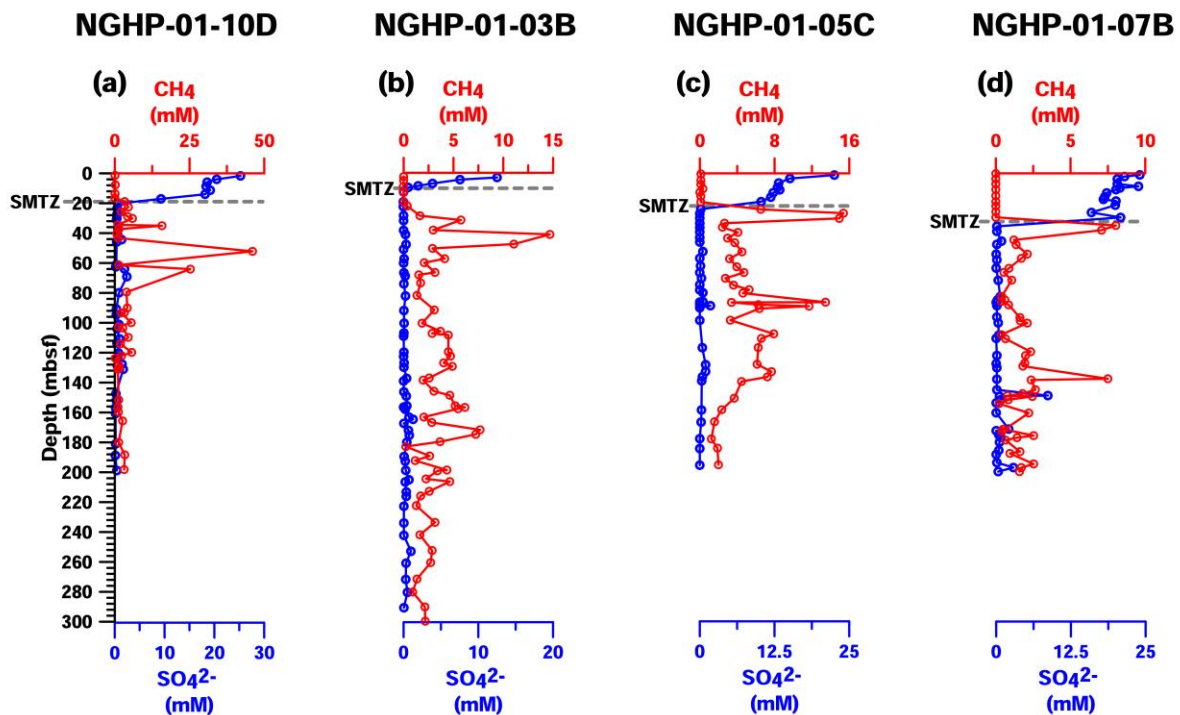 NGHP-01-10D NGHP-01-03B NGHP-01-05C NGHP-01-07B
(a) (b) (c) (d)
CH4 CH4 CH4 CH4
(mM) (mM) (mM) (mM)
0 25 50 0 5 10 15 0 8 16 0 5 10
0
SMTZ SMTZ SMTZ SMTZ
20
40
60
80
100
120
140
160
180
200
220
240
260
280
300
Depth (mbsf)
0 10 20 30 0 10 20 0 12.5 25 0 12.5 25
SO4²⁻ SO4²⁻ SO4²⁻ SO4²⁻
(mM) (mM) (mM) (mM)